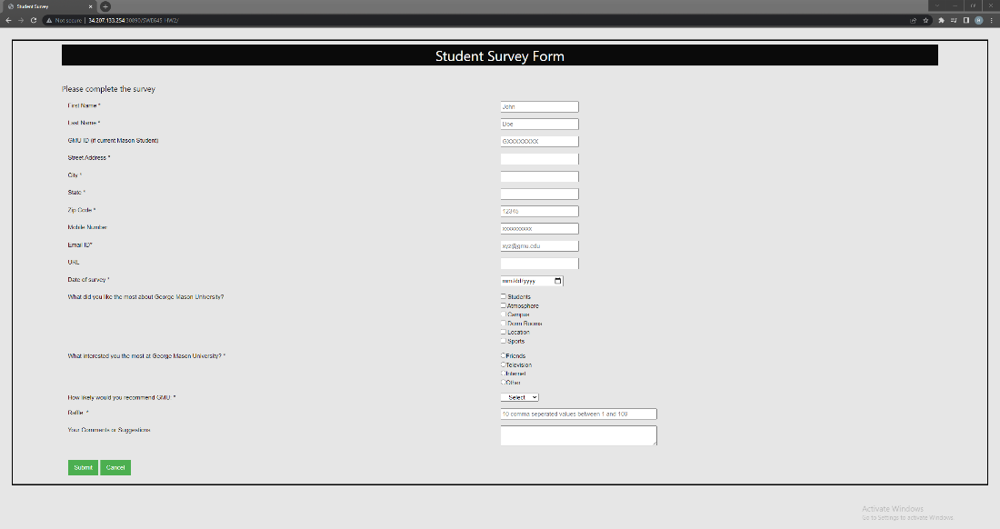 Student Survey
Not secure | 34.207.133.254:30890/SWE645-HW2/
Student Survey Form
Please complete the survey
First Name * John
Last Name * Doe
GMU ID (if current Mason Student) GXXXXXXXX
Street Address *
City *
State *
Zip Code * 12345
Mobile Number xxxxxxxxxx
Email ID* xyz@gmu.edu
URL
Date of survey * mm/dd/yyyy
What did you like the most about George Mason University? Students
Atmosphere
Campus
Dorm Rooms
Location
Sports
What interested you the most at George Mason University? * Friends
Television
Internet
Other
How likely would you recommend GMU: * Select
Raffle: * 10 comma seperated values between 1 and 100
Your Comments or Suggestions
Submit Cancel
Activate Windows
Go to Settings to activate Windows.